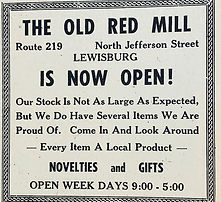 THE OLD RED MILL
Route 219 North Jefferson Street
LEWISBURG
IS NOW OPEN!
Our Stock Is Not As Large As Expected,
But We Do Have Several Items We Are
Proud Of. Come In And Look Around
— Every Item A Local Product —
NOVELTIES and GIFTS
OPEN WEEK DAYS 9:00 - 5:00